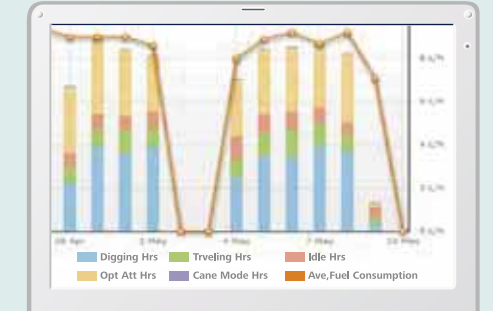 28 Apr 2 May 4 May 7 May 10 May
Digging Hrs Trveling Hrs Idle Hrs
Opt Att Hrs Cane Mode Hrs Ave,Fuel Consumption